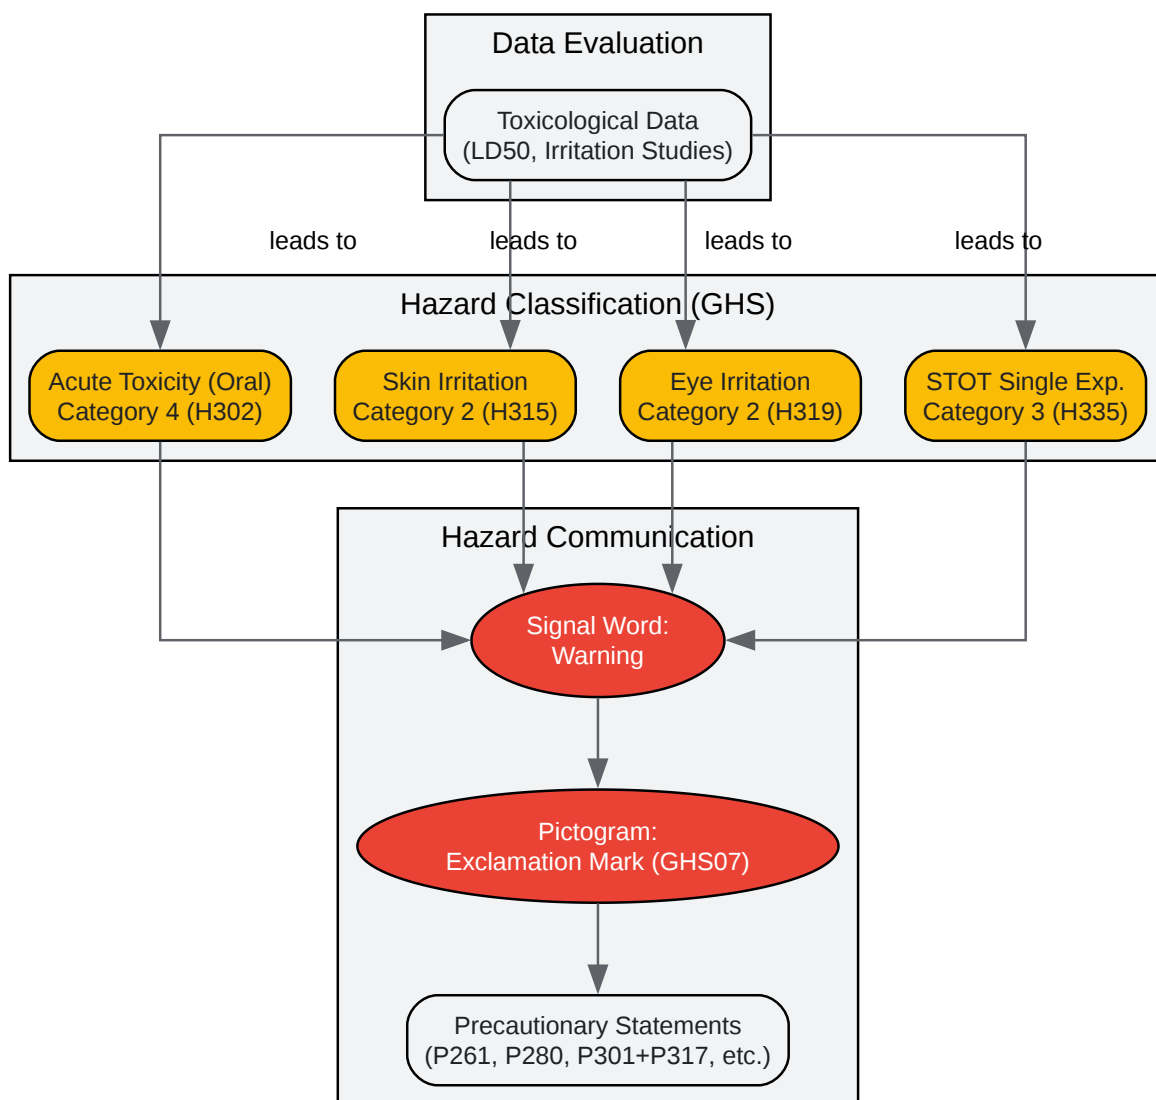 Data Evaluation
Toxicological Data
(LD50, Irritation Studies)
leads to
leads to
leads to
leads to
Hazard Classification (GHS)
Acute Toxicity (Oral)
Category 4 (H302)
Skin Irritation
Category 2 (H315)
Eye Irritation
Category 2 (H319)
STOT Single Exp.
Category 3 (H335)
Hazard Communication
Signal Word:
Warning
Pictogram:
Exclamation Mark (GHS07)
Precautionary Statements
(P261, P280, P301+P317, etc.)